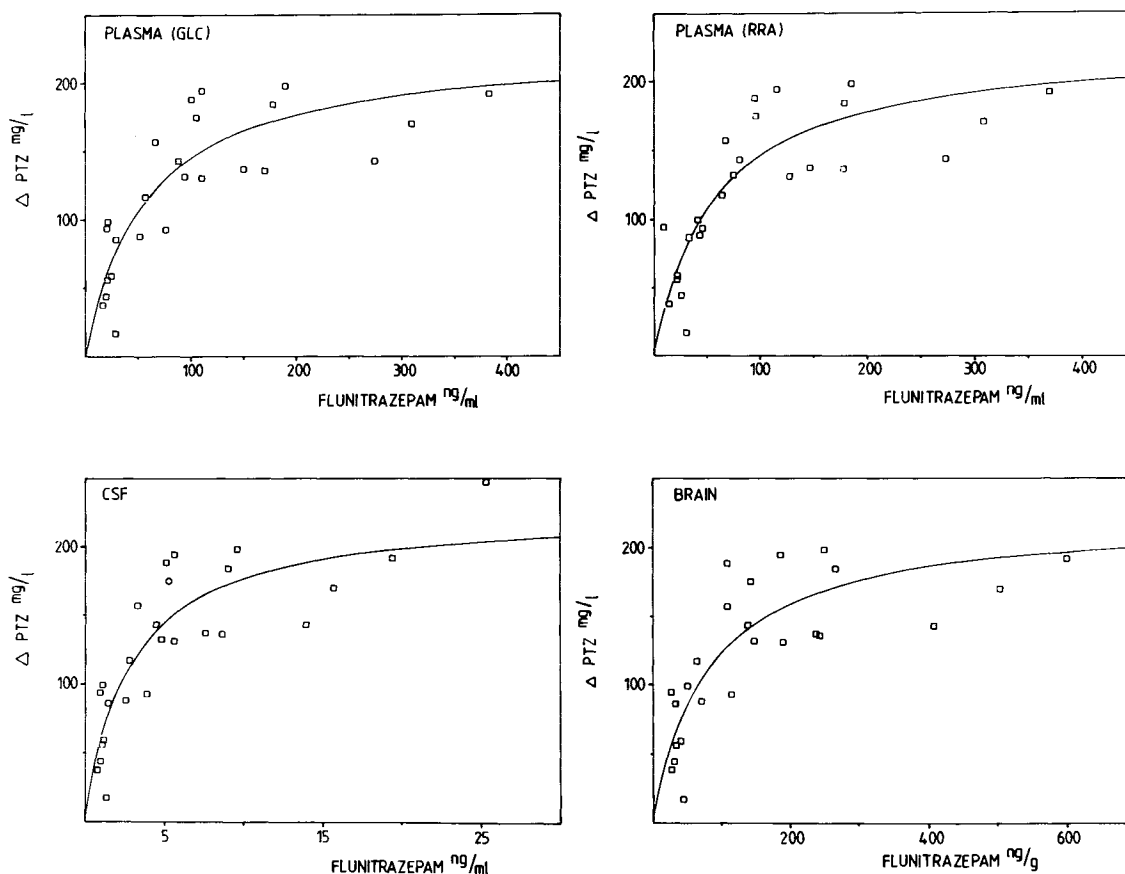 PLASMA (GLC)
Δ PTZ mg/l
200
100
100
200
300
400
FLUNITRAZEPAM ng/ml
PLASMA (RRA)
Δ PTZ mg/l
200
100
100
200
300
400
FLUNITRAZEPAM ng/ml
CSF
Δ PTZ mg/l
200
100
5
15
25
FLUNITRAZEPAM ng/ml
BRAIN
Δ PTZ mg/l
200
100
200
400
600
FLUNITRAZEPAM ng/g